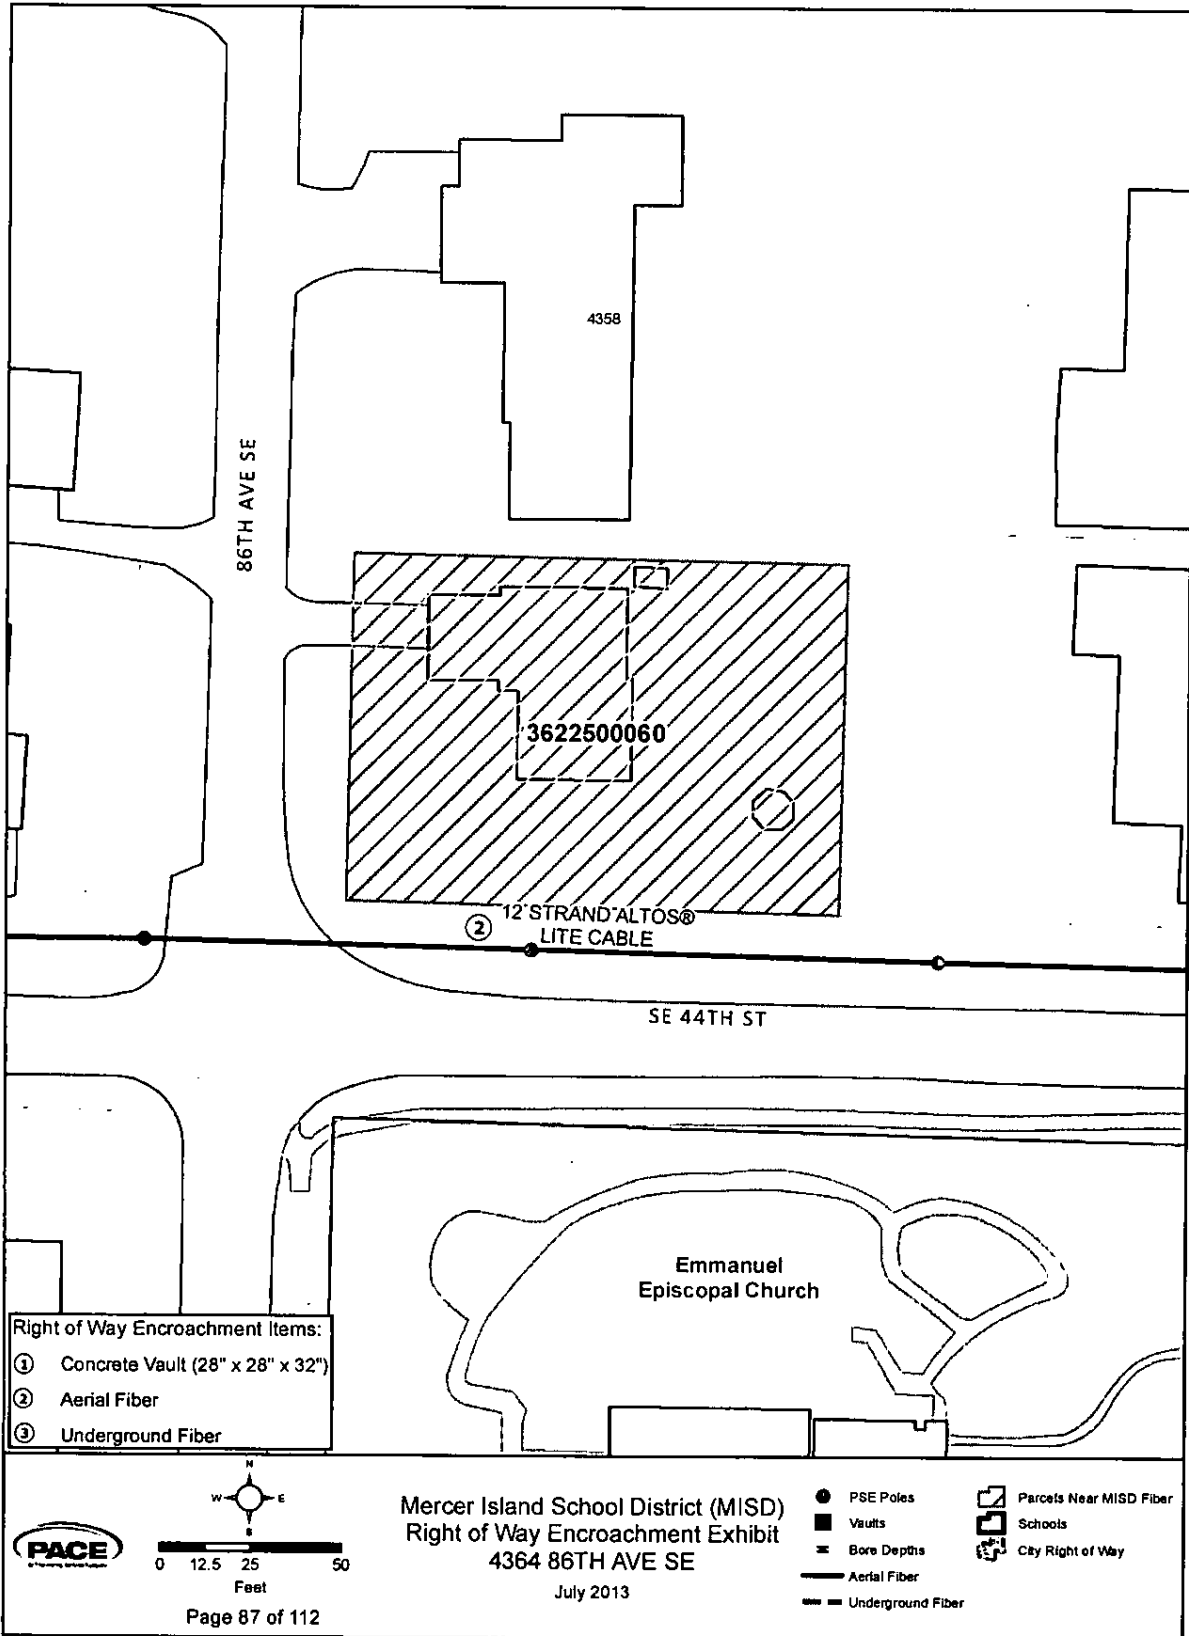 4358
86TH AVE SE
3622500060
② 12 STRAND ALTOS®
LITE CABLE
SE 44TH ST
Emmanuel
Episcopal Church
Right of Way Encroachment Items:
① Concrete Vault (28" x 28" x 32")
② Aerial Fiber
③ Underground Fiber
PACE
N
W E
S
0 12.5 25 50
Feet
Page 87 of 112
Mercer Island School District (MISD)
Right of Way Encroachment Exhibit
4364 86TH AVE SE
July 2013
PSE Poles
Vaults
Bore Depths
Aerial Fiber
Underground Fiber
Parcels Near MISD Fiber
Schools
City Right of Way